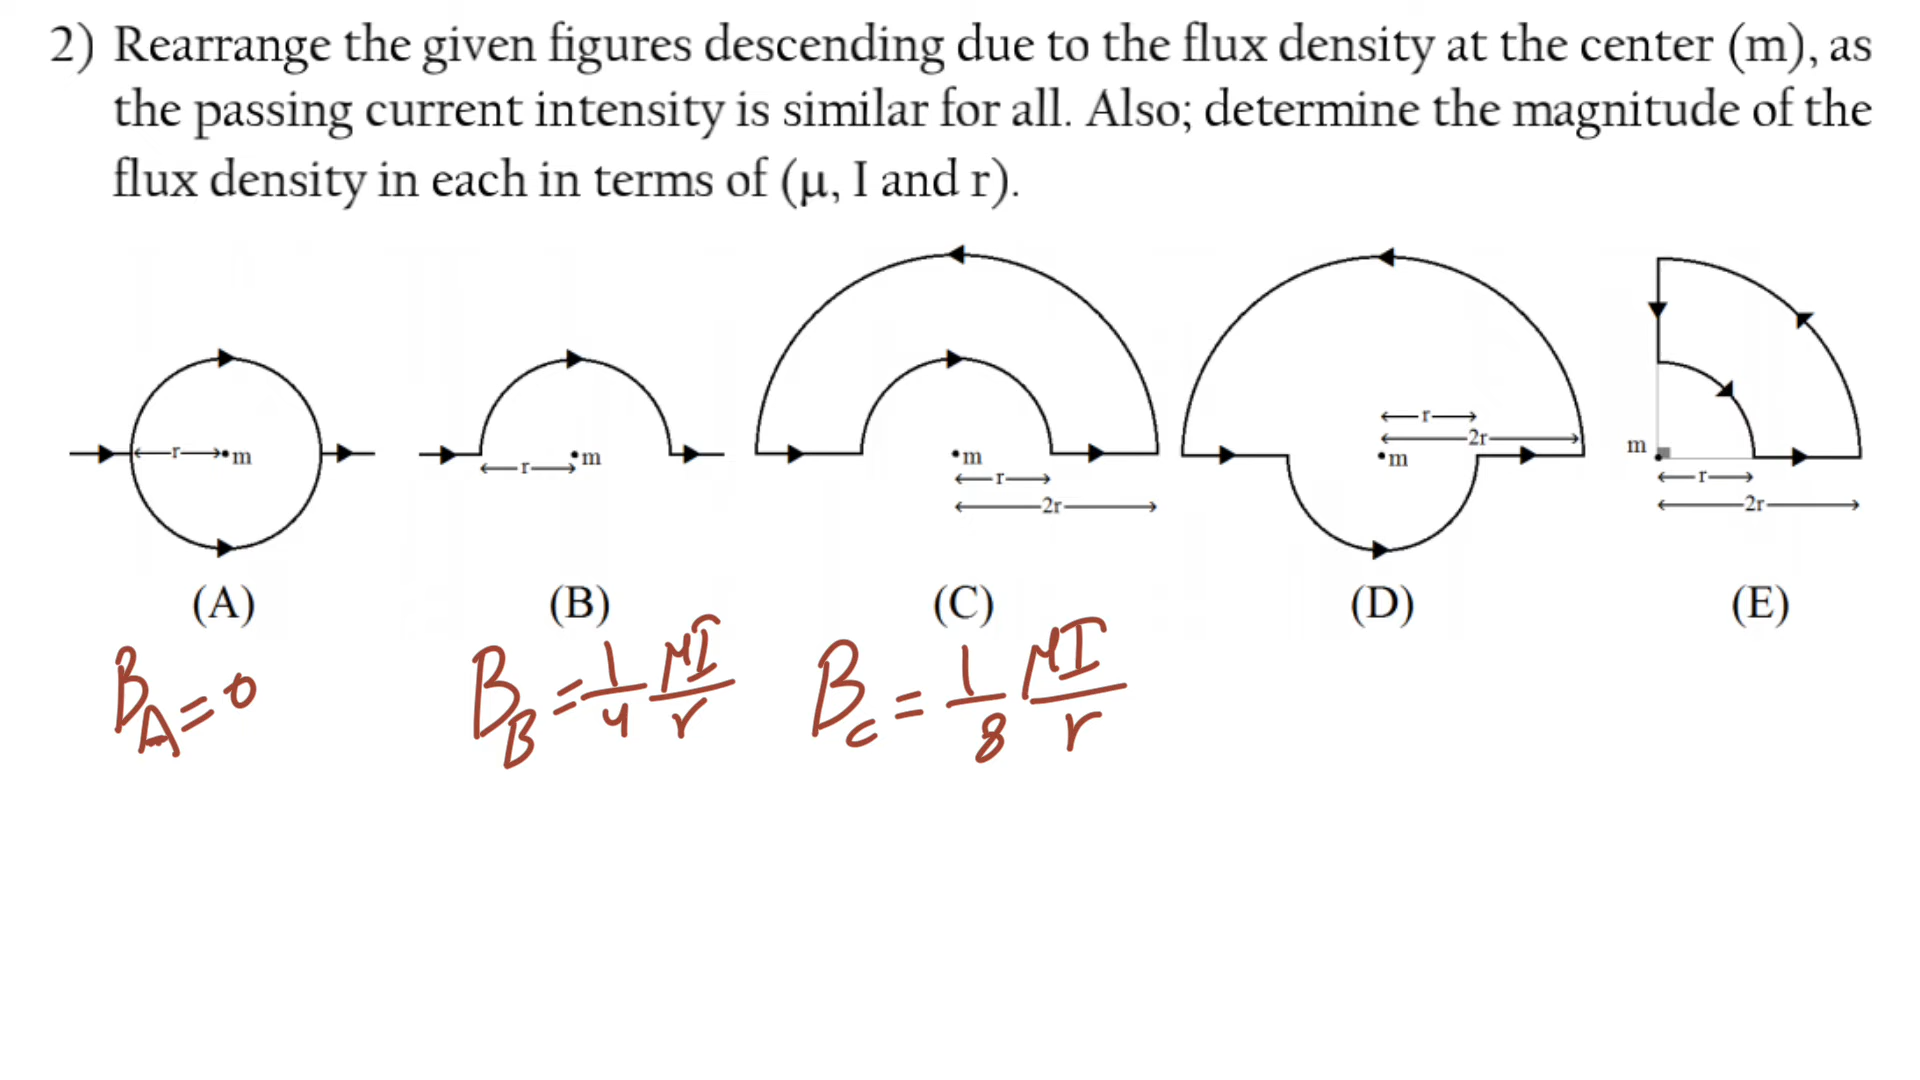 2) Rearrange the given figures descending due to the flux density at the center (m), as
the passing current intensity is similar for all. Also; determine the magnitude of the
flux density in each in terms of (μ, I and r).
r m
r m
m
r
2r
r
2r
m
m
r
2r
(A) (B) (C) (D) (E)
B_A = 0
B_B = 1/4 μI/r
B_C = 1/8 μI/r